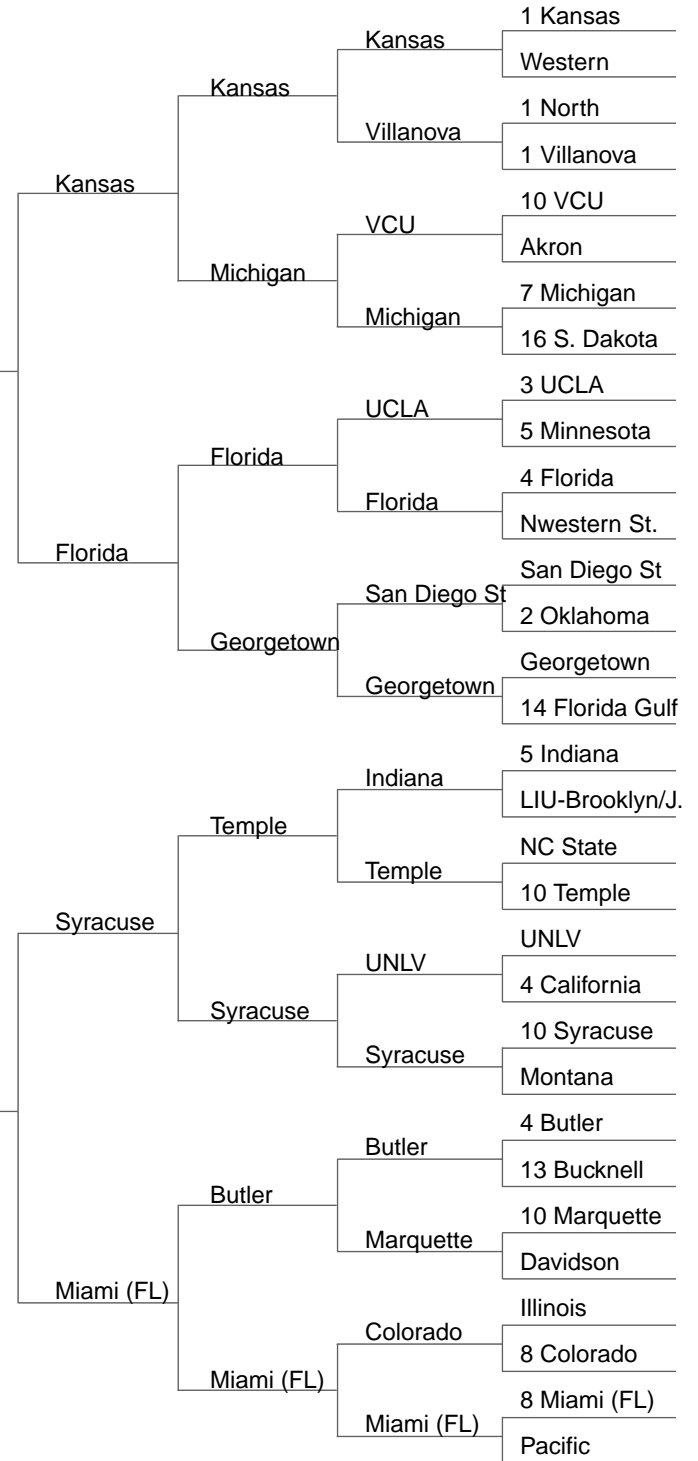 1 Kansas
Kansas
Western
Kansas
1 North
Villanova
1 Villanova
Kansas
10 VCU
VCU
Akron
Michigan
7 Michigan
Michigan
16 S. Dakota
3 UCLA
UCLA
5 Minnesota
Florida
4 Florida
Florida
Nwestern St.
Florida
San Diego St
San Diego St
2 Oklahoma
Georgetown
Georgetown
Georgetown
14 Florida Gulf
5 Indiana
Indiana
LIU-Brooklyn/J.
Temple
NC State
Temple
10 Temple
Syracuse
UNLV
UNLV
4 California
Syracuse
10 Syracuse
Syracuse
Montana
4 Butler
Butler
13 Bucknell
Butler
10 Marquette
Marquette
Davidson
Miami (FL)
Illinois
Colorado
8 Colorado
Miami (FL)
8 Miami (FL)
Miami (FL)
Pacific